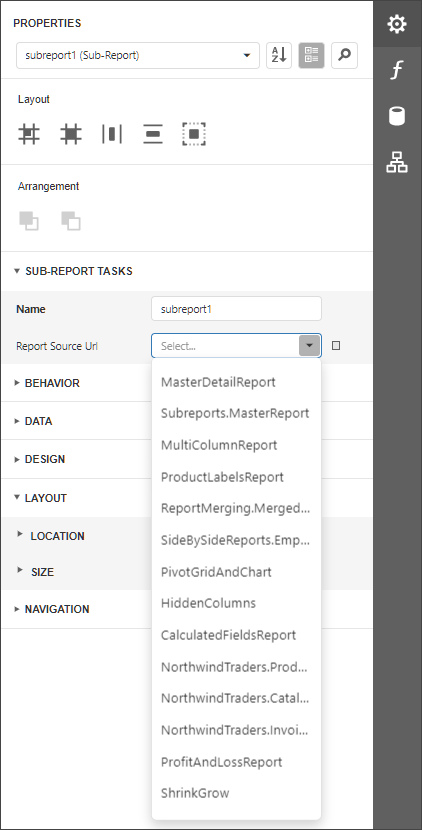 PROPERTIES
subreport1 (Sub-Report)
A Z
Layout
Arrangement
SUB-REPORT TASKS
Name subreport1
Report Source Url Select...
BEHAVIOR
DATA
DESIGN
LAYOUT
LOCATION
SIZE
NAVIGATION
MasterDetailReport
Subreports.MasterReport
MultiColumnReport
ProductLabelsReport
ReportMerging.Merged...
SideBySideReports.Emp...
PivotGridAndChart
HiddenColumns
CalculatedFieldsReport
NorthwindTraders.Prod...
NorthwindTraders.Catal...
NorthwindTraders.Invoi...
ProfitAndLossReport
ShrinkGrow
f